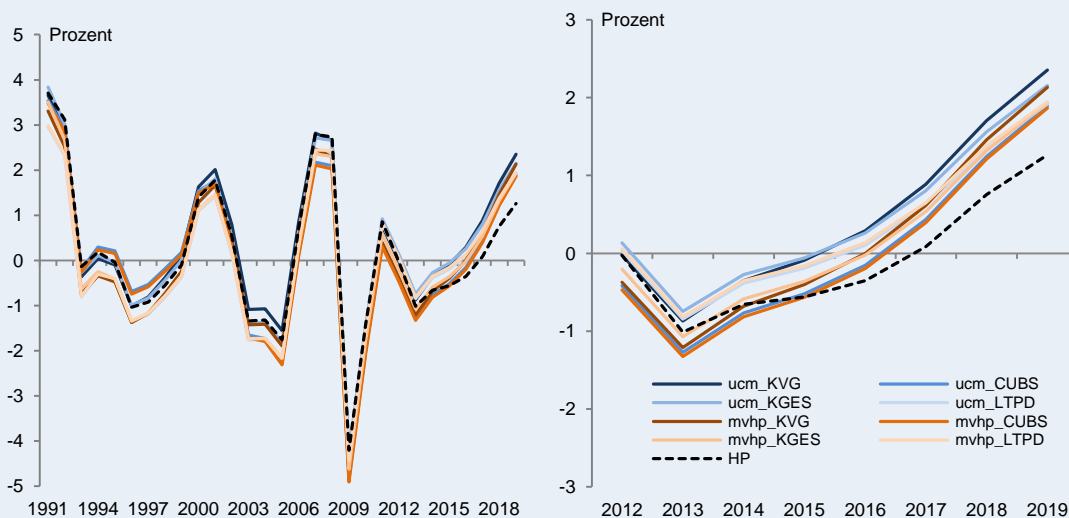 Prozent
5
4
3
2
1
0
-1
-2
-3
-4
-5
1991 1994 1997 2000 2003 2006 2009 2012 2015 2018
Prozent
3
2
1
0
-1
-2
-3
ucm_KVG ucm_CUBS
ucm_KGES ucm_LTPD
mvhp_KVG mvhp_CUBS
mvhp_KGES mvhp_LTPD
HP
2012 2013 2014 2015 2016 2017 2018 2019